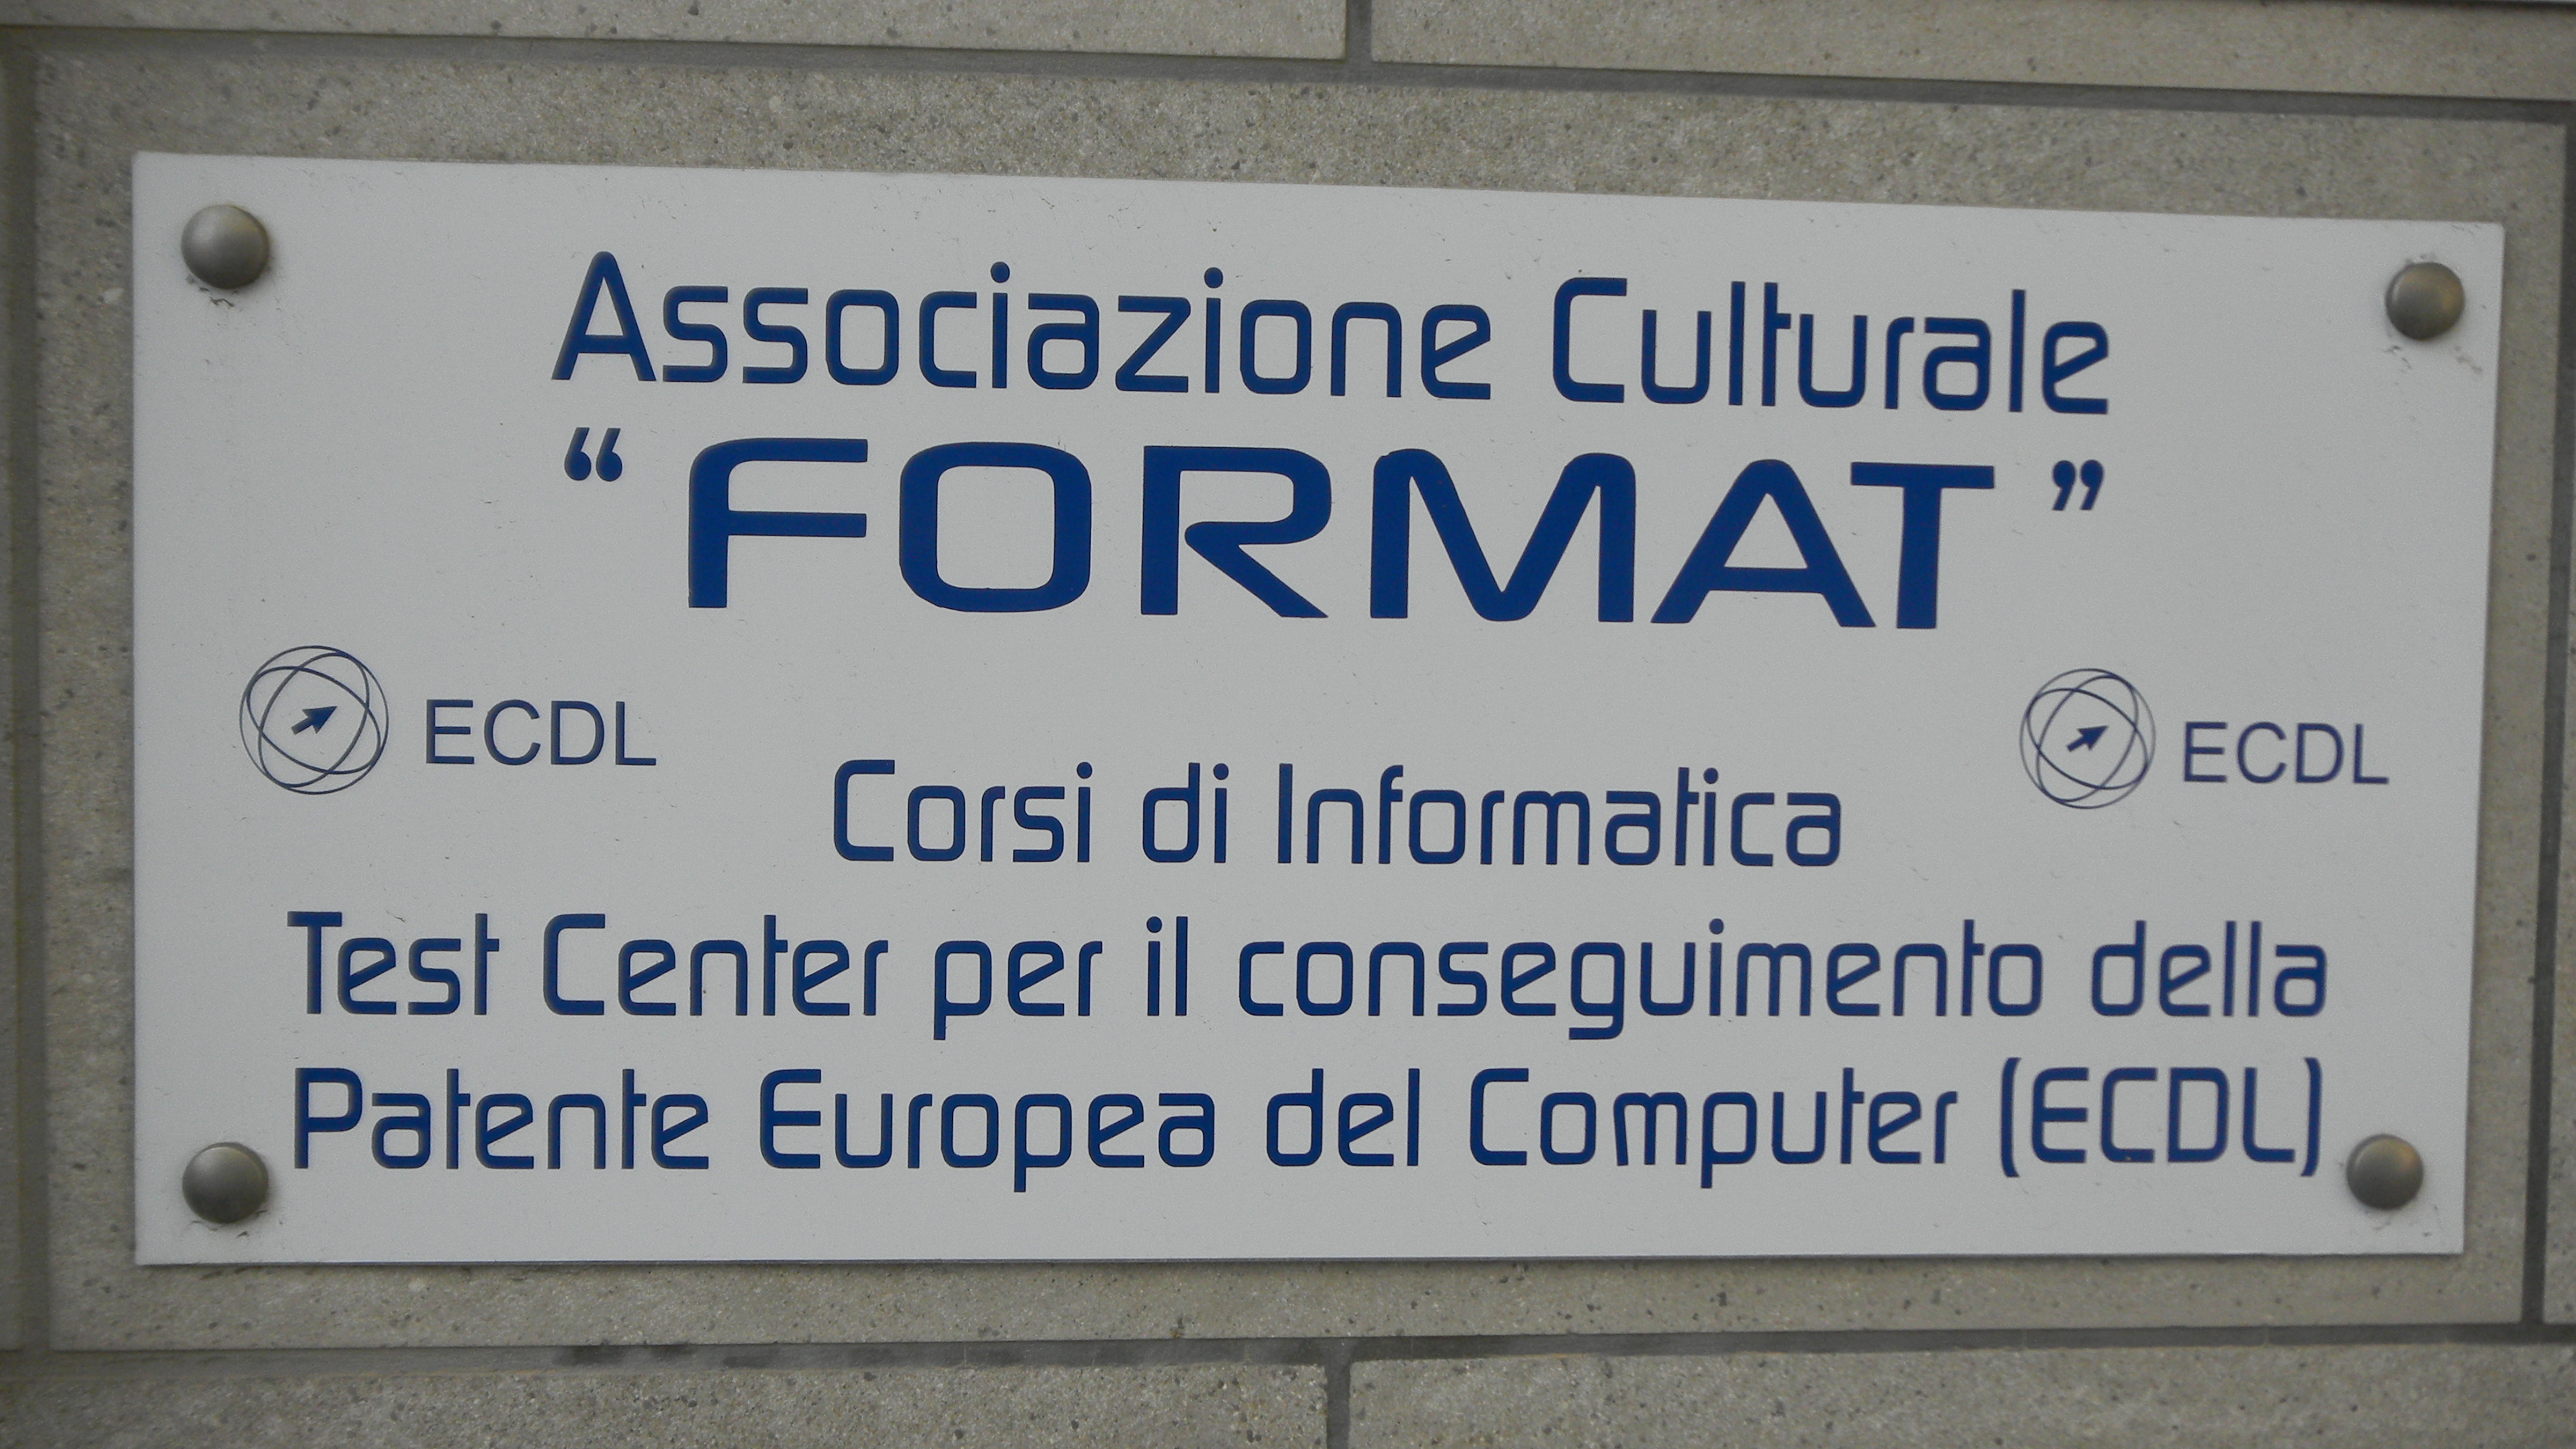 Associazione Culturale
“FORMAT”
ECDL
ECDL
Corsi di Informatica
Test Center per il conseguimento della
Patente Europea del Computer (ECDL)